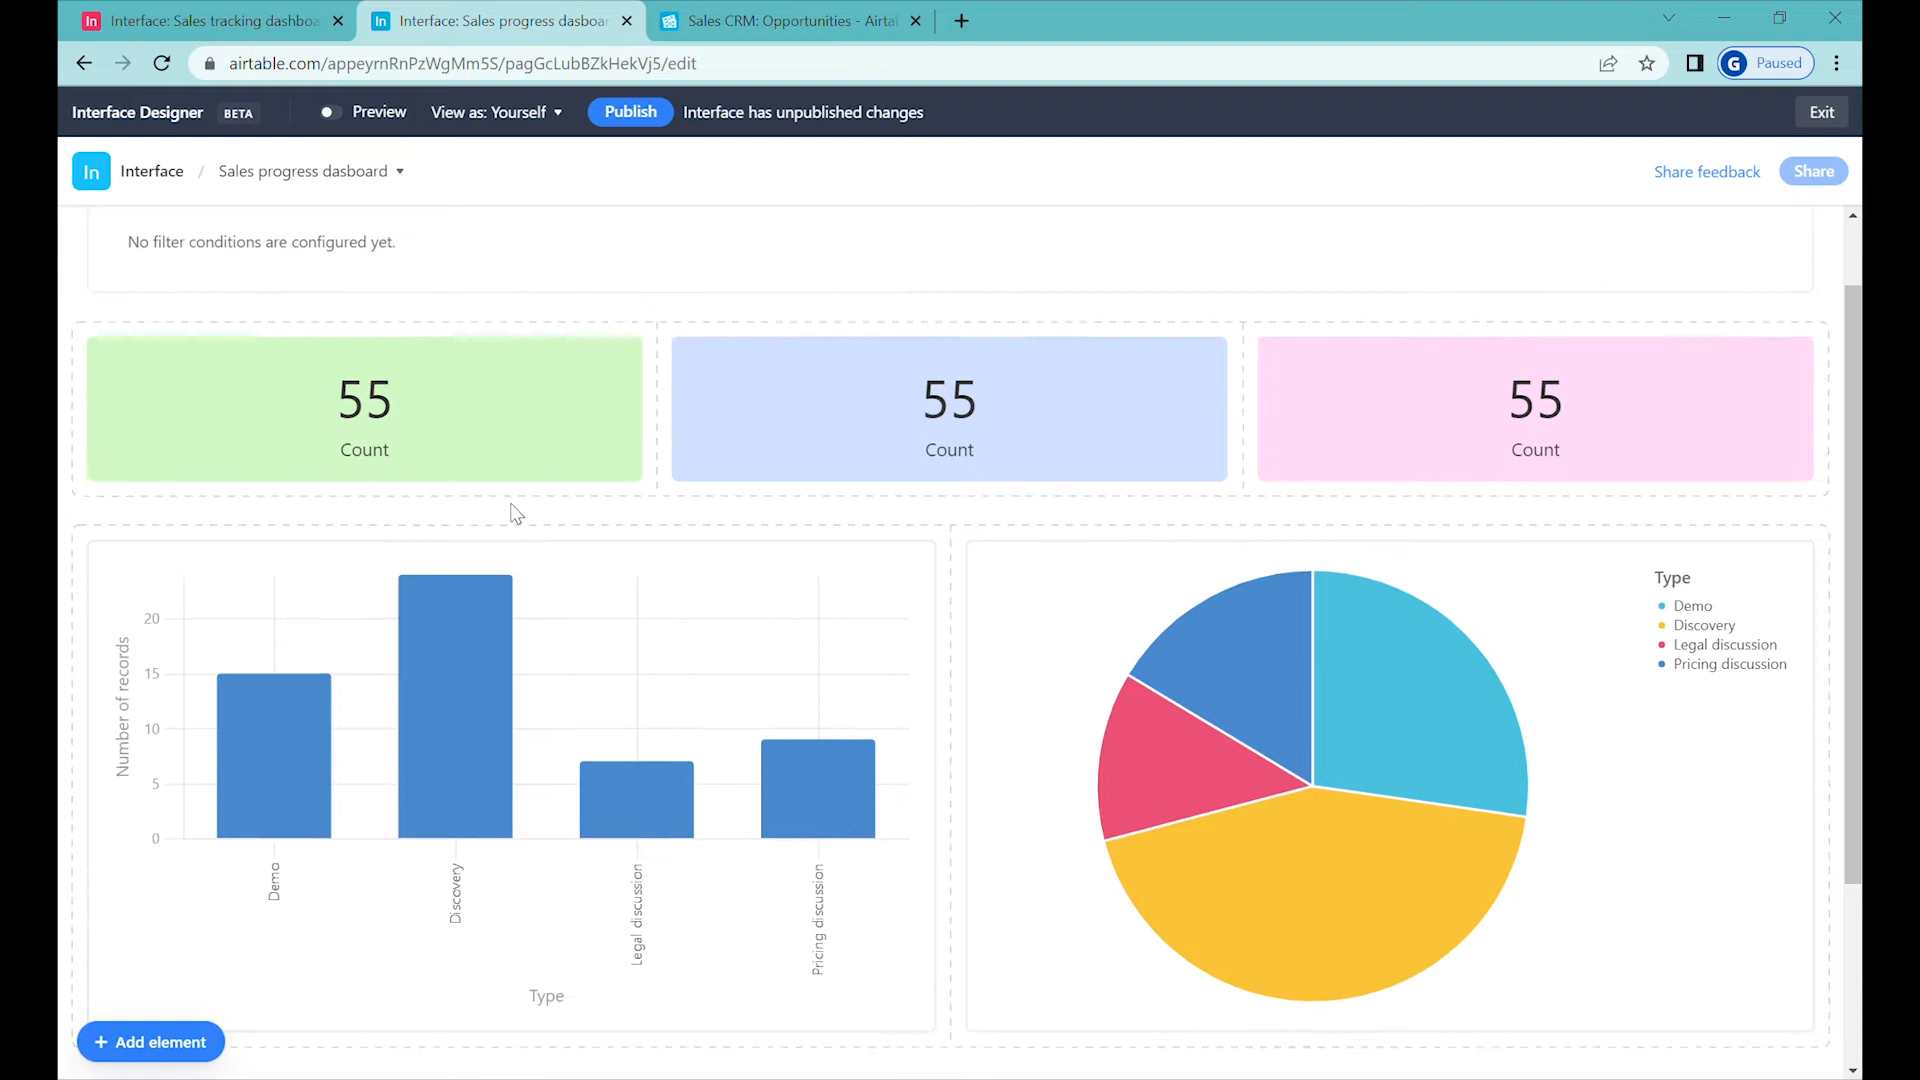 In Interface: Sales tracking dashboa
In Interface: Sales progress dasboar
Sales CRM: Opportunities - Airta
airtable.com/appeyrnRnPzWgMm5S/pagGcLubBZkHekVj5/edit
G Paused
Interface Designer BETA Preview View as: Yourself Publish Interface has unpublished changes Exit
In Interface / Sales progress dasboard Share feedback Share
No filter conditions are configured yet.
55
Count
55
Count
55
Count
Number of records
20
15
10
5
0
Demo
Discovery
Legal discussion
Pricing discussion
Type
Type
Demo
Discovery
Legal discussion
Pricing discussion
+ Add element